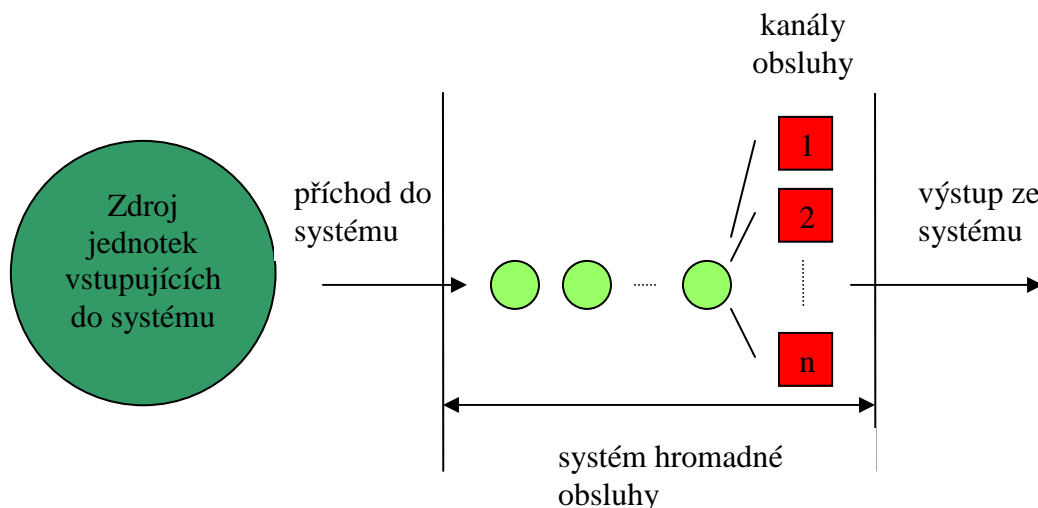 kanály
obsluhy
Zdroj
jednotek
vstupujících
do systému
příchod do
systému
1
2
n
výstup ze
systému
systém hromadné
obsluhy